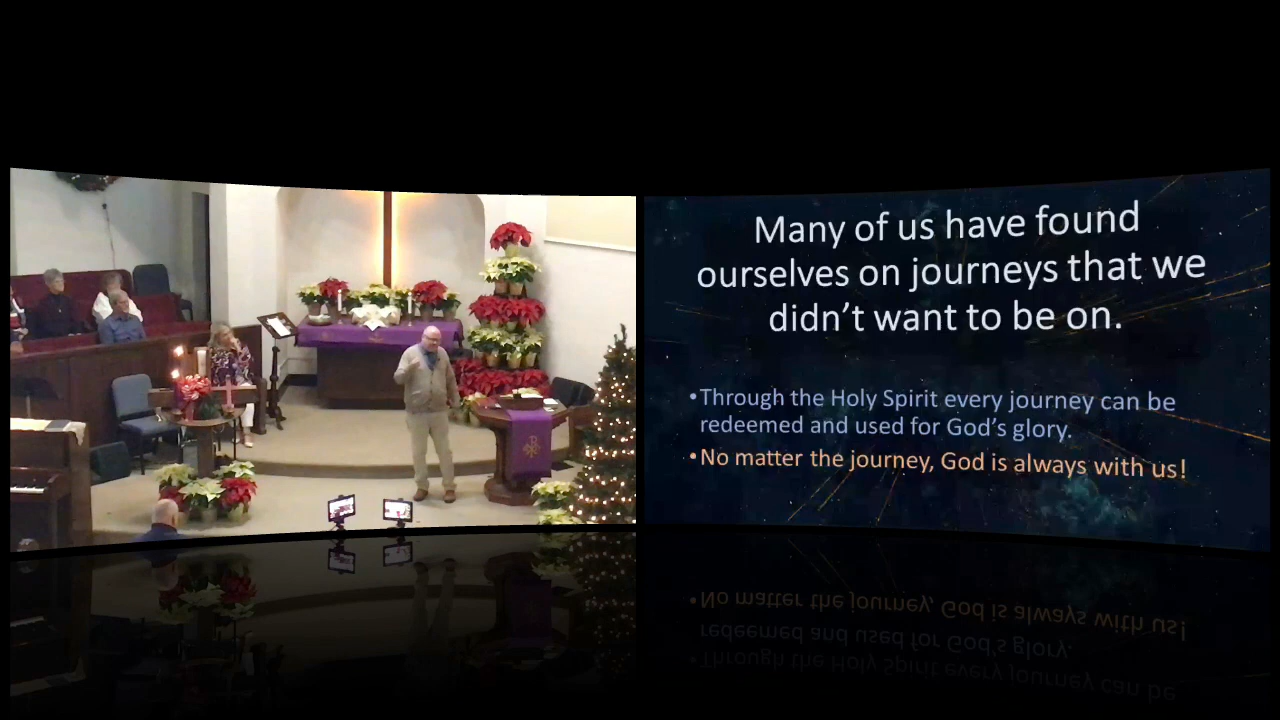 Many of us have found
ourselves on journeys that we
didn’t want to be on.
•Through the Holy Spirit every journey can be
redeemed and used for God’s glory.
•No matter the journey, God is always with us!